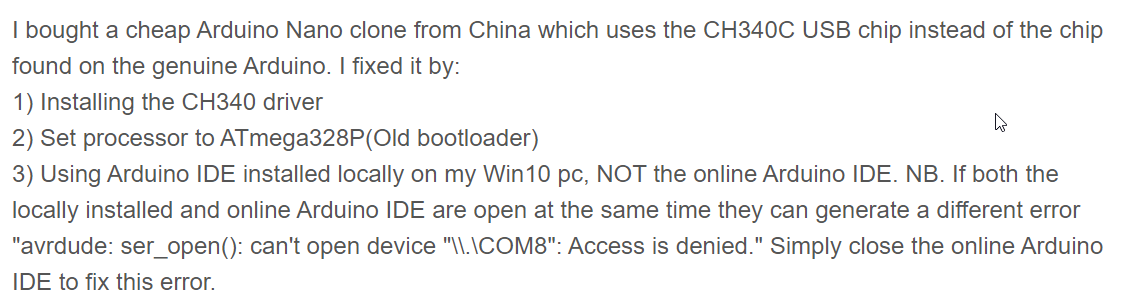 I bought a cheap Arduino Nano clone from China which uses the CH340C USB chip instead of the chip
found on the genuine Arduino. I fixed it by:
1) Installing the CH340 driver
2) Set processor to ATmega328P(Old bootloader)
3) Using Arduino IDE installed locally on my Win10 pc, NOT the online Arduino IDE. NB. If both the
locally installed and online Arduino IDE are open at the same time they can generate a different error
"avrdude: ser_open(): can't open device "\\.\COM8": Access is denied." Simply close the online Arduino
IDE to fix this error.